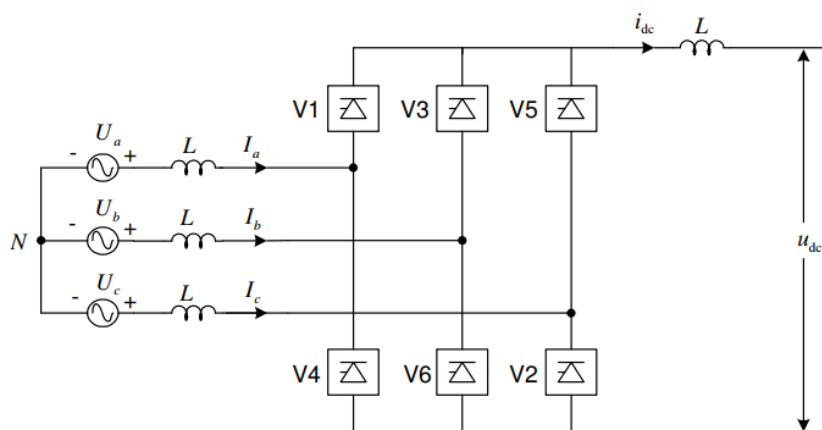 i_dc L
V1 V3 V5
U_a
- + L I_a
U_b
N - + L I_b
u_dc
U_c
- + L I_c
V4 V6 V2